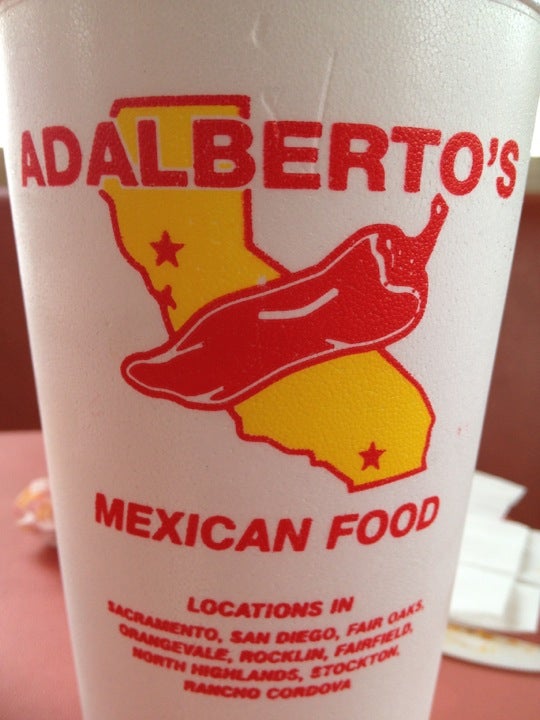 ADALBERTO'S
MEXICAN FOOD
LOCATIONS IN
SACRAMENTO, SAN DIEGO, FAIR OAKS,
ORANGEVALE, ROCKLIN, FAIRFIELD,
NORTH HIGHLANDS, STOCKTON,
RANCHO CORDOVA